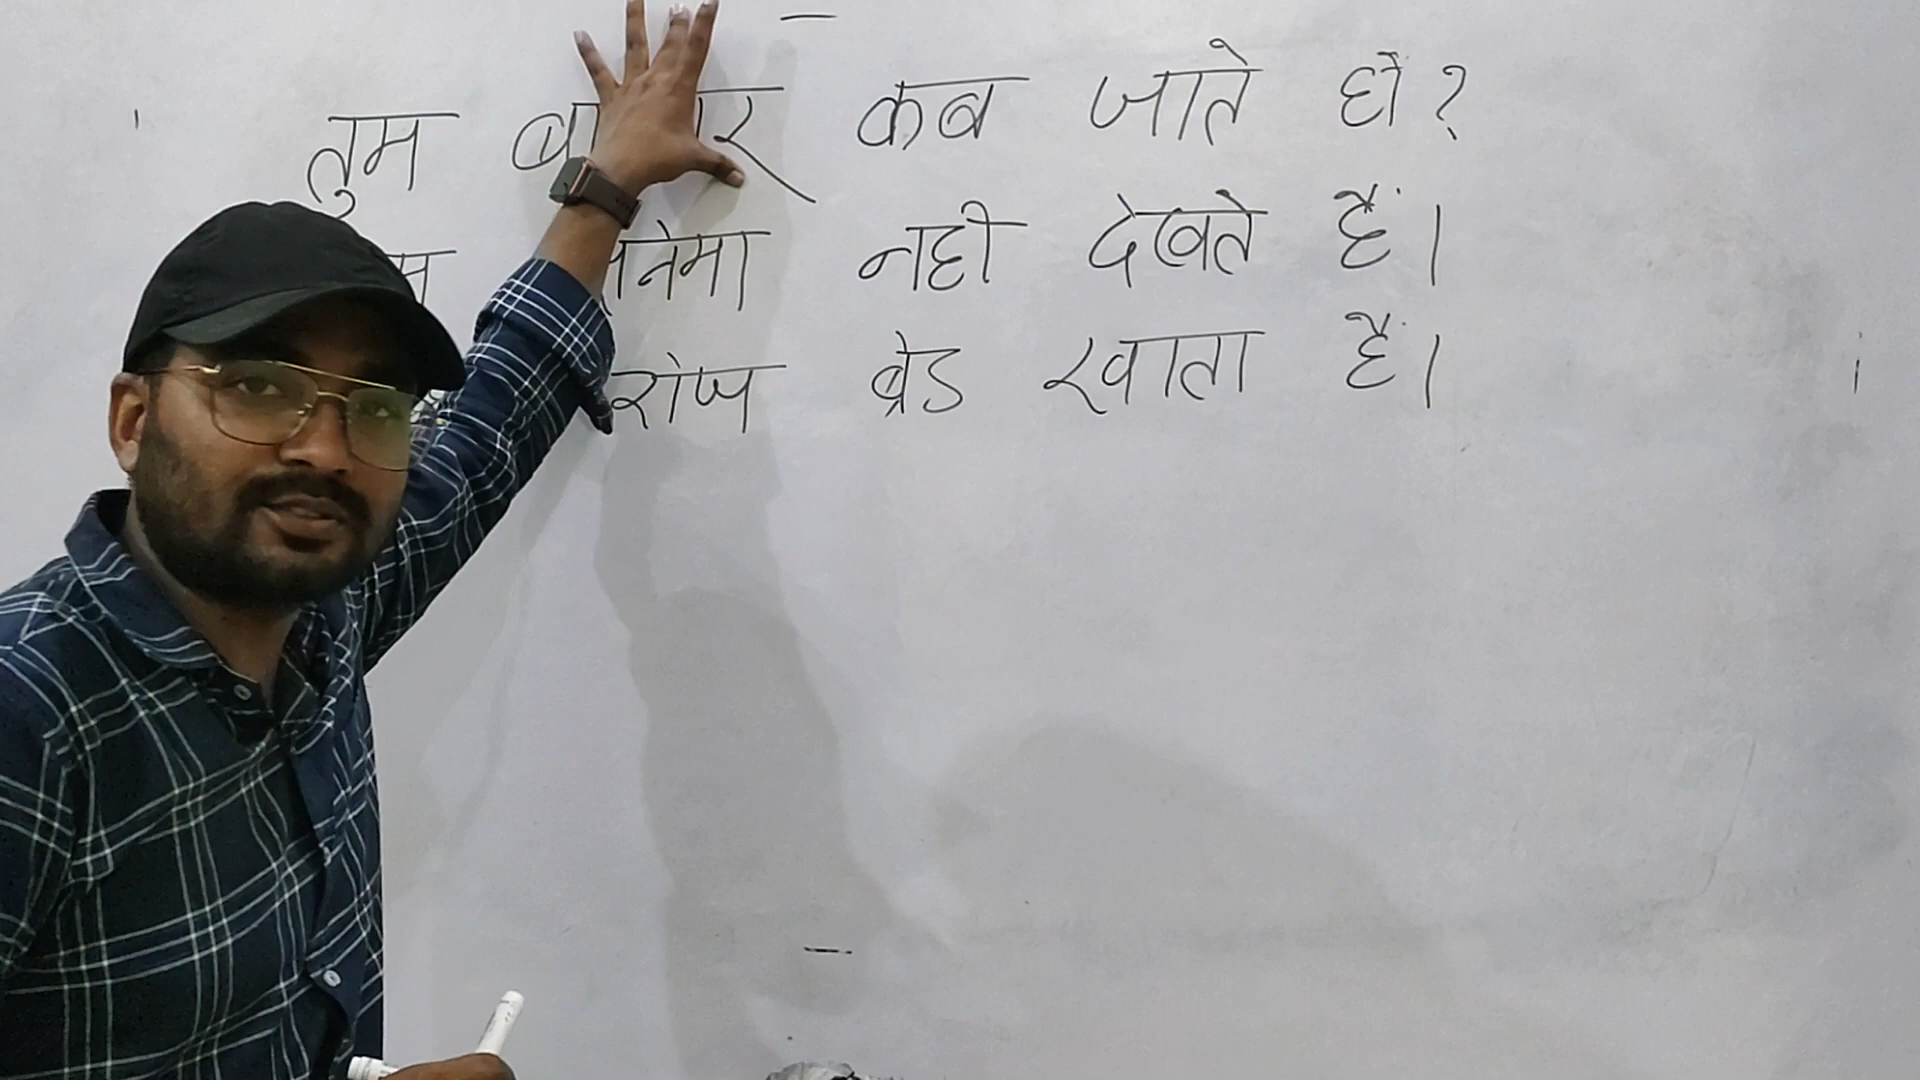 तुम कब जाते हो?
नही देखते हैं।
रोज ब्रेड खाता हैं।